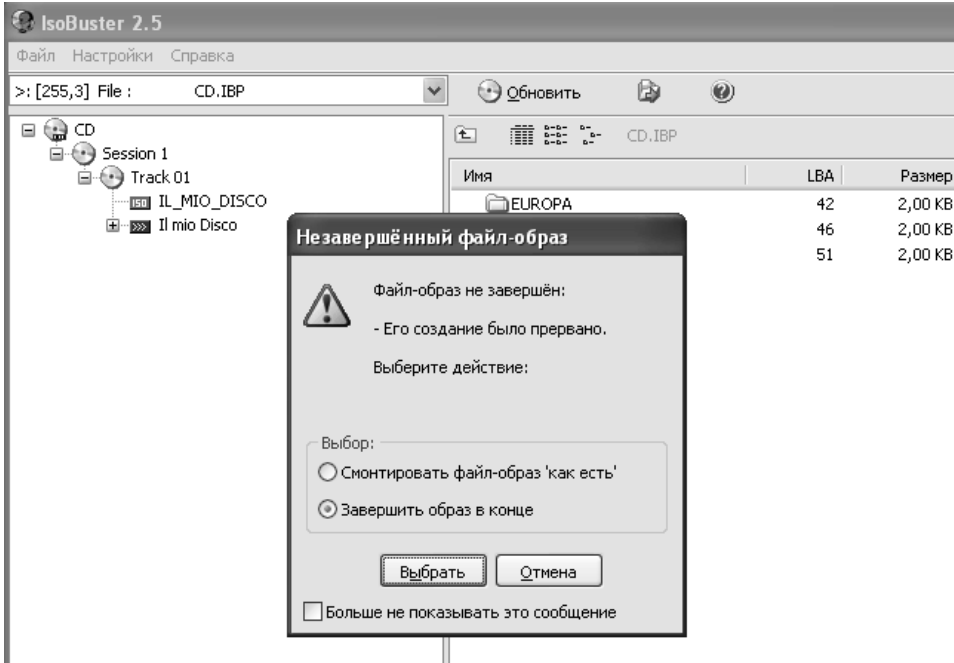 IsoBuster 2.5
Файл Настройки Справка
>: [255,3] File : CD.IBP
Обновить
CD
Session 1
Track 01
ISO IL_MIO_DISCO
Il mio Disco
CD.IBP
Имя LBA Размер
EUROPA 42 2,00 KB
46 2,00 KB
51 2,00 KB
Незавершённый файл-образ
Файл-образ не завершён:
- Его создание было прервано.
Выберите действие:
Выбор:
Смонтировать файл-образ 'как есть'
Завершить образ в конце
Выбрать Отмена
Больше не показывать это сообщение